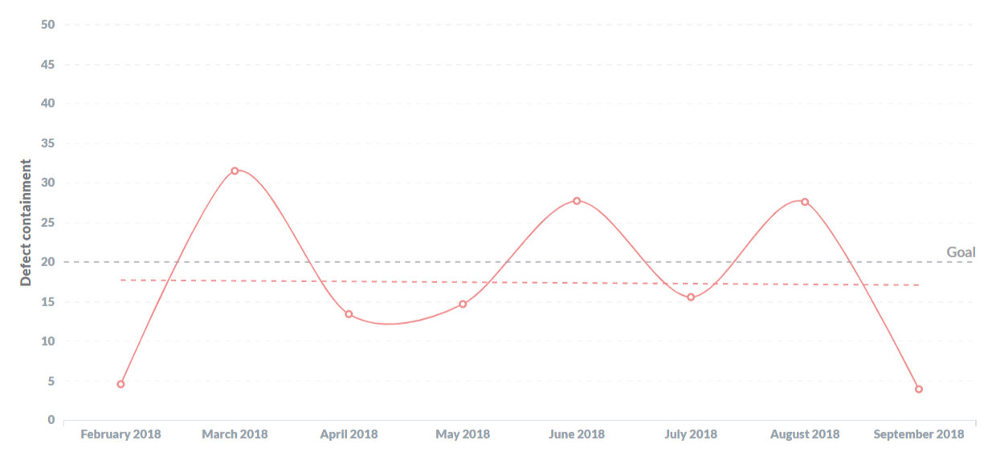 50
45
40
35
30
25
20
15
10
5
0
Defect containment
Goal
February 2018
March 2018
April 2018
May 2018
June 2018
July 2018
August 2018
September 2018